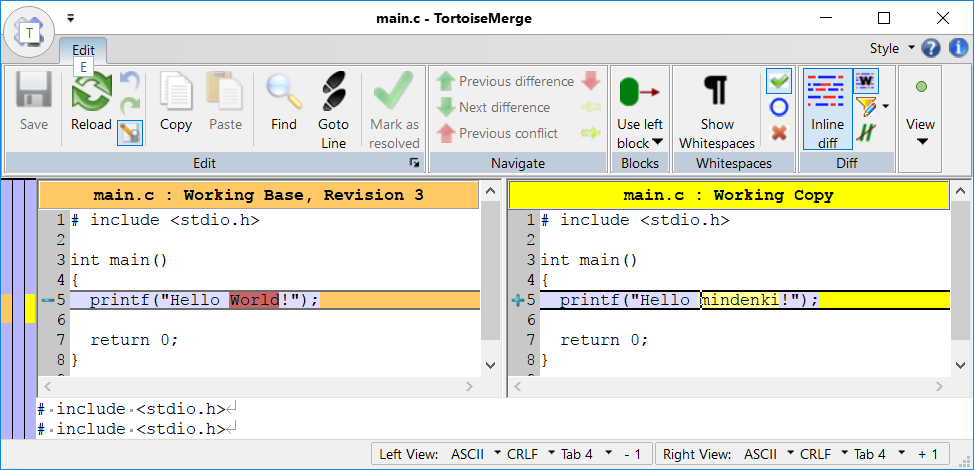 main.c - TortoiseMerge
T
Edit
E
Style
Save
Reload
Copy
Paste
Find
Goto Line
Mark as resolved
Edit
Previous difference
Next difference
Previous conflict
Navigate
Use left block
Blocks
Show Whitespaces
Whitespaces
Inline diff
W
Diff
View
main.c : Working Base, Revision 3
1 # include <stdio.h>
2
3 int main()
4 {
5   printf("Hello World!");
6
7   return 0;
8 }
main.c : Working Copy
1 # include <stdio.h>
2
3 int main()
4 {
5   printf("Hello mindenki!");
6
7   return 0;
8 }
# include <stdio.h>
# include <stdio.h>
Left View: ASCII CRLF Tab 4 - 1 Right View: ASCII CRLF Tab 4 + 1